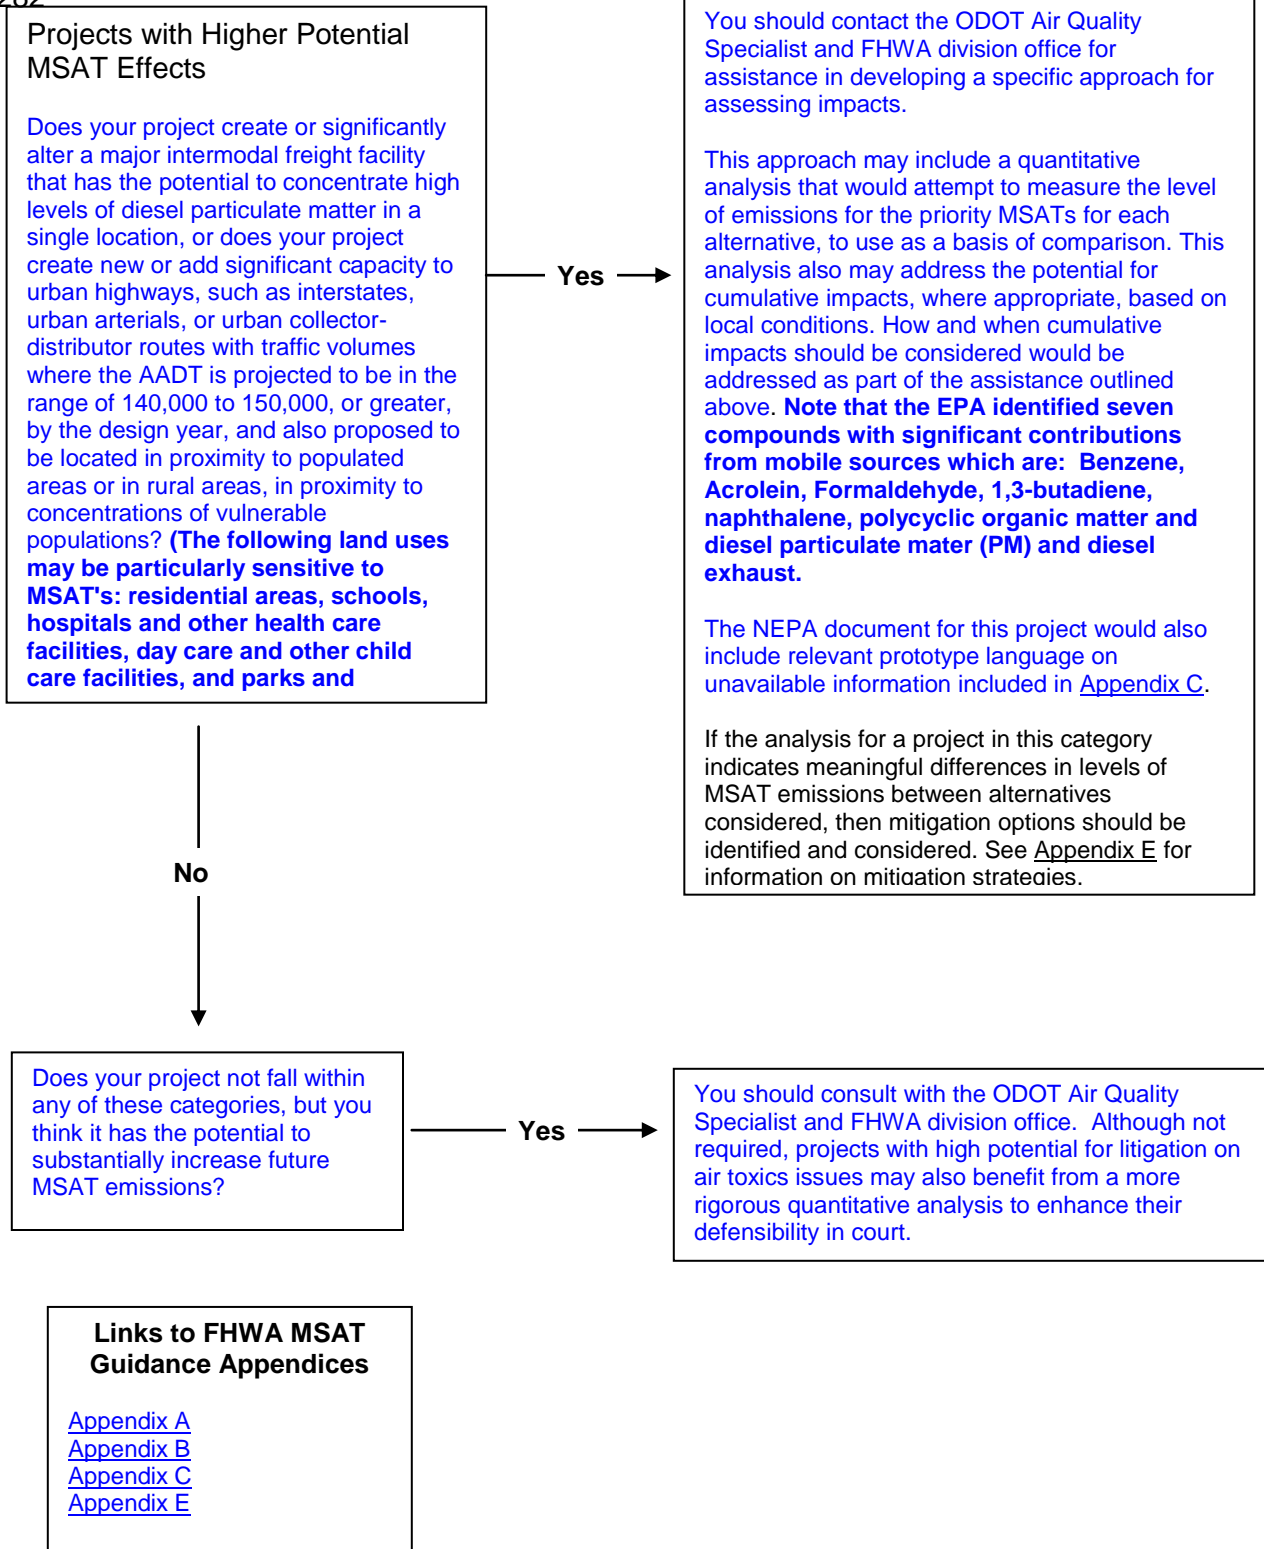 Projects with Higher Potential
MSAT Effects
Does your project create or significantly
alter a major intermodal freight facility
that has the potential to concentrate high
levels of diesel particulate matter in a
single location, or does your project
create new or add significant capacity to
urban highways, such as interstates,
urban arterials, or urban collector-
distributor routes with traffic volumes
where the AADT is projected to be in the
range of 140,000 to 150,000, or greater,
by the design year, and also proposed to
be located in proximity to populated
areas or in rural areas, in proximity to
concentrations of vulnerable
populations? (The following land uses
may be particularly sensitive to
MSAT's: residential areas, schools,
hospitals and other health care
facilities, day care and other child
care facilities, and parks and
Yes
You should contact the ODOT Air Quality
Specialist and FHWA division office for
assistance in developing a specific approach for
assessing impacts.
This approach may include a quantitative
analysis that would attempt to measure the level
of emissions for the priority MSATs for each
alternative, to use as a basis of comparison. This
analysis also may address the potential for
cumulative impacts, where appropriate, based on
local conditions. How and when cumulative
impacts should be considered would be
addressed as part of the assistance outlined
above. Note that the EPA identified seven
compounds with significant contributions
from mobile sources which are:  Benzene,
Acrolein, Formaldehyde, 1,3-butadiene,
naphthalene, polycyclic organic matter and
diesel particulate mater (PM) and diesel
exhaust.
The NEPA document for this project would also
include relevant prototype language on
unavailable information included in Appendix C.
If the analysis for a project in this category
indicates meaningful differences in levels of
MSAT emissions between alternatives
considered, then mitigation options should be
identified and considered. See Appendix E for
information on mitigation strategies.
No
Does your project not fall within
any of these categories, but you
think it has the potential to
substantially increase future
MSAT emissions?
Yes
You should consult with the ODOT Air Quality
Specialist and FHWA division office.  Although not
required, projects with high potential for litigation on
air toxics issues may also benefit from a more
rigorous quantitative analysis to enhance their
defensibility in court.
Links to FHWA MSAT
Guidance Appendices
Appendix A
Appendix B
Appendix C
Appendix E